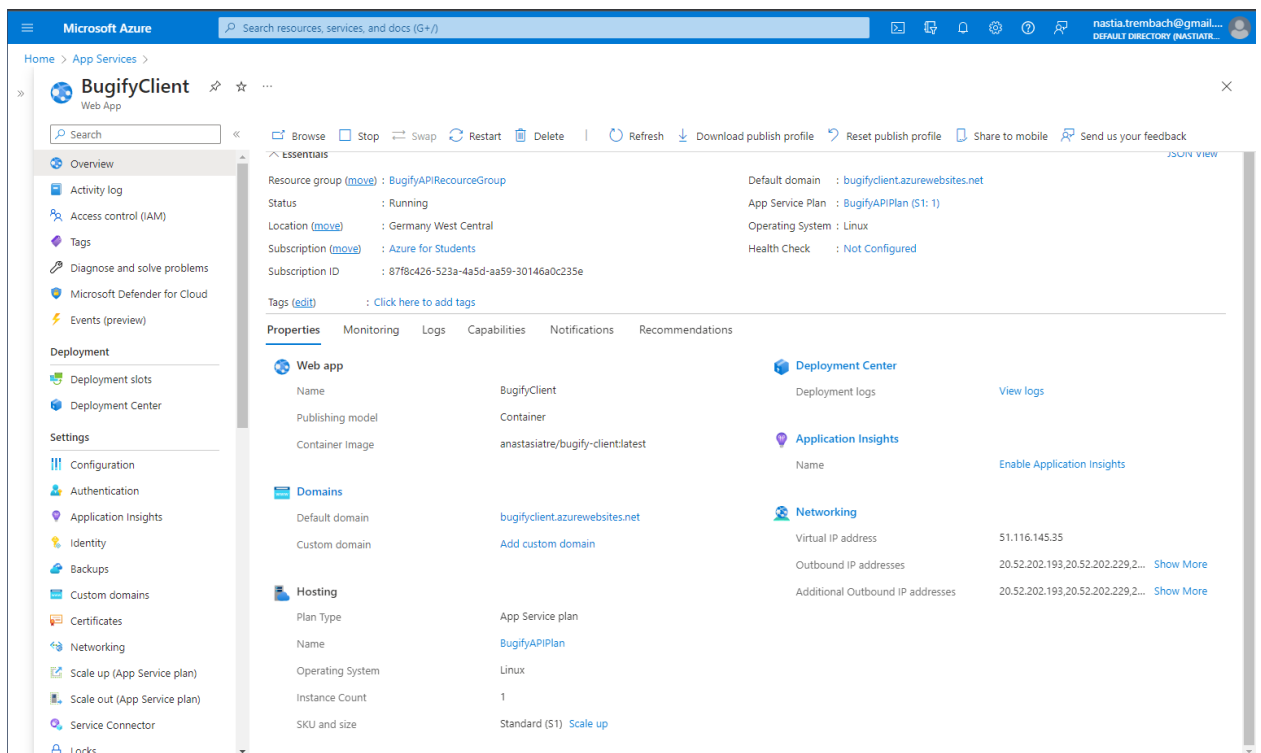 Microsoft Azure
Search resources, services, and docs (G+/)
nastia.trembach@gmail....
DEFAULT DIRECTORY (NASTIATR...
Home > App Services >
BugifyClient ...
Web App
Search
Browse Stop Swap Restart Delete | Refresh Download publish profile Reset publish profile Share to mobile Send us your feedback
Overview
Activity log
Access control (IAM)
Tags
Diagnose and solve problems
Microsoft Defender for Cloud
Events (preview)
Deployment
Deployment slots
Deployment Center
Settings
Configuration
Authentication
Application Insights
Identity
Backups
Custom domains
Certificates
Networking
Scale up (App Service plan)
Scale out (App Service plan)
Service Connector
Locks
Essentials
JSON View
Resource group (move) : BugifyAPIRecourceGroup
Status : Running
Location (move) : Germany West Central
Subscription (move) : Azure for Students
Subscription ID : 87f8c426-523a-4a5d-aa59-30146a0c235e
Default domain : bugifyclient.azurewebsites.net
App Service Plan : BugifyAPIPlan (S1: 1)
Operating System : Linux
Health Check : Not Configured
Tags (edit) : Click here to add tags
Properties Monitoring Logs Capabilities Notifications Recommendations
Web app
Name BugifyClient
Publishing model Container
Container Image anastasiatre/bugify-client:latest
Domains
Default domain bugifyclient.azurewebsites.net
Custom domain Add custom domain
Hosting
Plan Type App Service plan
Name BugifyAPIPlan
Operating System Linux
Instance Count 1
SKU and size Standard (S1) Scale up
Deployment Center
Deployment logs View logs
Application Insights
Name Enable Application Insights
Networking
Virtual IP address 51.116.145.35
Outbound IP addresses 20.52.202.193,20.52.202.229,2... Show More
Additional Outbound IP addresses 20.52.202.193,20.52.202.229,2... Show More